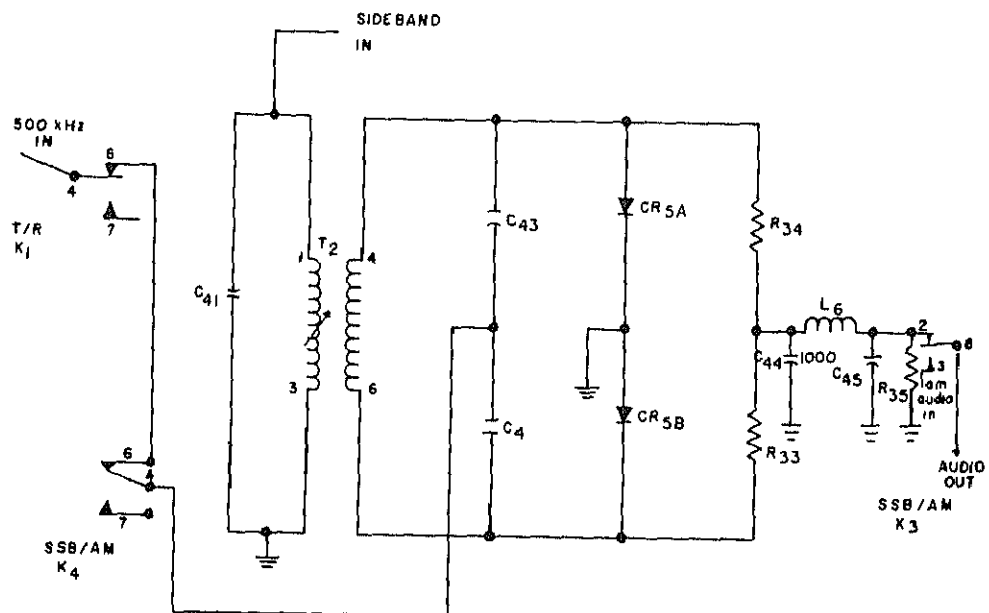 SIDEBAND
IN
500 kHz
IN
6
4
7
T/R
K1
C41
1
T2
4
3
6
C43
C4
CR5A
CR5B
R34
R33
L6
C44
1000
C45
R35
2
8
3
am
audio
in
AUDIO
OUT
SSB/AM
K3
6
4
7
SSB/AM
K4